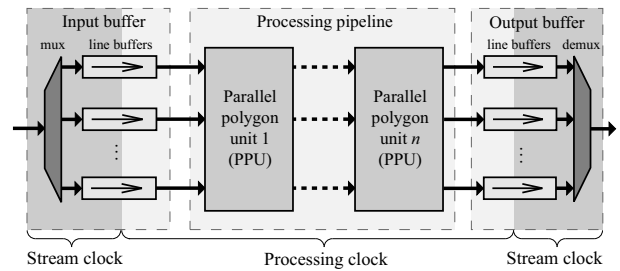 Input buffer
Processing pipeline
Output buffer
mux
line buffers
line buffers
demux
Parallel
polygon
unit 1
(PPU)
Parallel
polygon
unit n
(PPU)
...
...
Stream clock
Processing clock
Stream clock